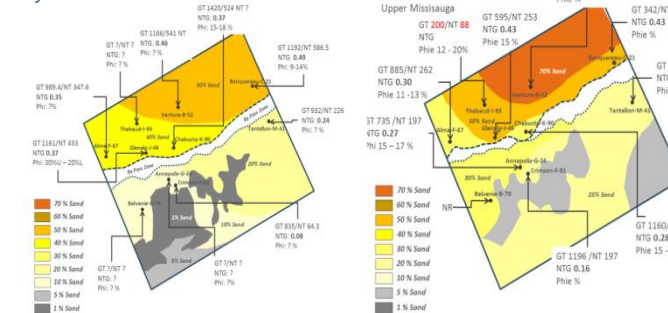 GT 1420/524 NT ?
NTG: 0.37
Phi: 15-18 %
GT 1166/541 NT
NTG: 0.46
Phi: ? %
GT ?/NT ?
NTG: ?
Phi: ? %
GT 1192/NT 586.5
NTG: 0.49
Phi: 9-14%
GT 989.4/NT 347.6
NTG 0.35
Phi: 7%
GT 932/NT 226
NTG: 0.24
Phi: ? %
GT 1161/NT 433
NTG 0.37
Phi: 30%U – 20%L
50% Sand
Banquereau-C-21
Venture-B-52
Thebaud-I-93
Chebucto-K-90
Tantallon-M-41
Alma-F-67
40% Sand
Glenelg-J-48
By Pass Zone
20% Sand
Annapolis-G-24
Crimson-F-81
Balvenie-B-79
1% Sand
10% Sand
5% Sand
70 % Sand
60 % Sand
50 % Sand
40 % Sand
30 % Sand
20 % Sand
10 % Sand
5 % Sand
1 % Sand
GT 835/NT 64.3
NTG: 0.08
Phi: ? %
GT ?/NT ?
NTG: ?
Phi: ? %
GT ?/NT ?
NTG: ?
Phi: 7%
Upper Missisauga
GT 200/NT 88
NTG
Phie 12 - 20%
GT 595/NT 253
NTG 0.43
Phie 15 %
Phie %
GT 342/NT
NTG 0.43
Phie %
GT 885/NT 262
NTG 0.30
Phie 11 -13 %
GT
NTG
Phi
GT 735 /NT 197
NTG 0.27
Phi 15 – 17 %
70% Sand
Banquereau-C-21
Venture-B-52
Thebaud-I-93
Chebucto-K-90
Tantallon-M-41
Alma-F-67
Glenelg-J-48
By Pass Zone
30% Sand
Annapolis-G-24
Crimson-F-81
Balvenie-B-79
25% Sand
NR
70 % Sand
60 % Sand
50 % Sand
40 % Sand
30 % Sand
20 % Sand
10 % Sand
5 % Sand
1 % Sand
GT 1160/
NTG 0.28
Phie 15 -
GT 1196 /NT 197
NTG 0.16
Phie %